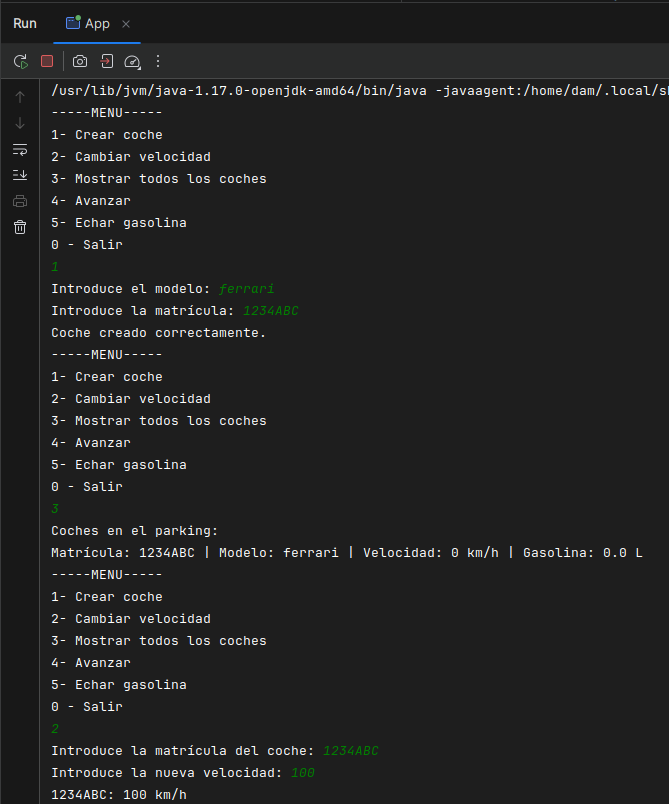 Run App
/usr/lib/jvm/java-1.17.0-openjdk-amd64/bin/java -javaagent:/home/dam/.local/s
-----MENU-----
1- Crear coche
2- Cambiar velocidad
3- Mostrar todos los coches
4- Avanzar
5- Echar gasolina
0 - Salir
1
Introduce el modelo: ferrari
Introduce la matrícula: 1234ABC
Coche creado correctamente.
-----MENU-----
1- Crear coche
2- Cambiar velocidad
3- Mostrar todos los coches
4- Avanzar
5- Echar gasolina
0 - Salir
3
Coches en el parking:
Matrícula: 1234ABC | Modelo: ferrari | Velocidad: 0 km/h | Gasolina: 0.0 L
-----MENU-----
1- Crear coche
2- Cambiar velocidad
3- Mostrar todos los coches
4- Avanzar
5- Echar gasolina
0 - Salir
2
Introduce la matrícula del coche: 1234ABC
Introduce la nueva velocidad: 100
1234ABC: 100 km/h